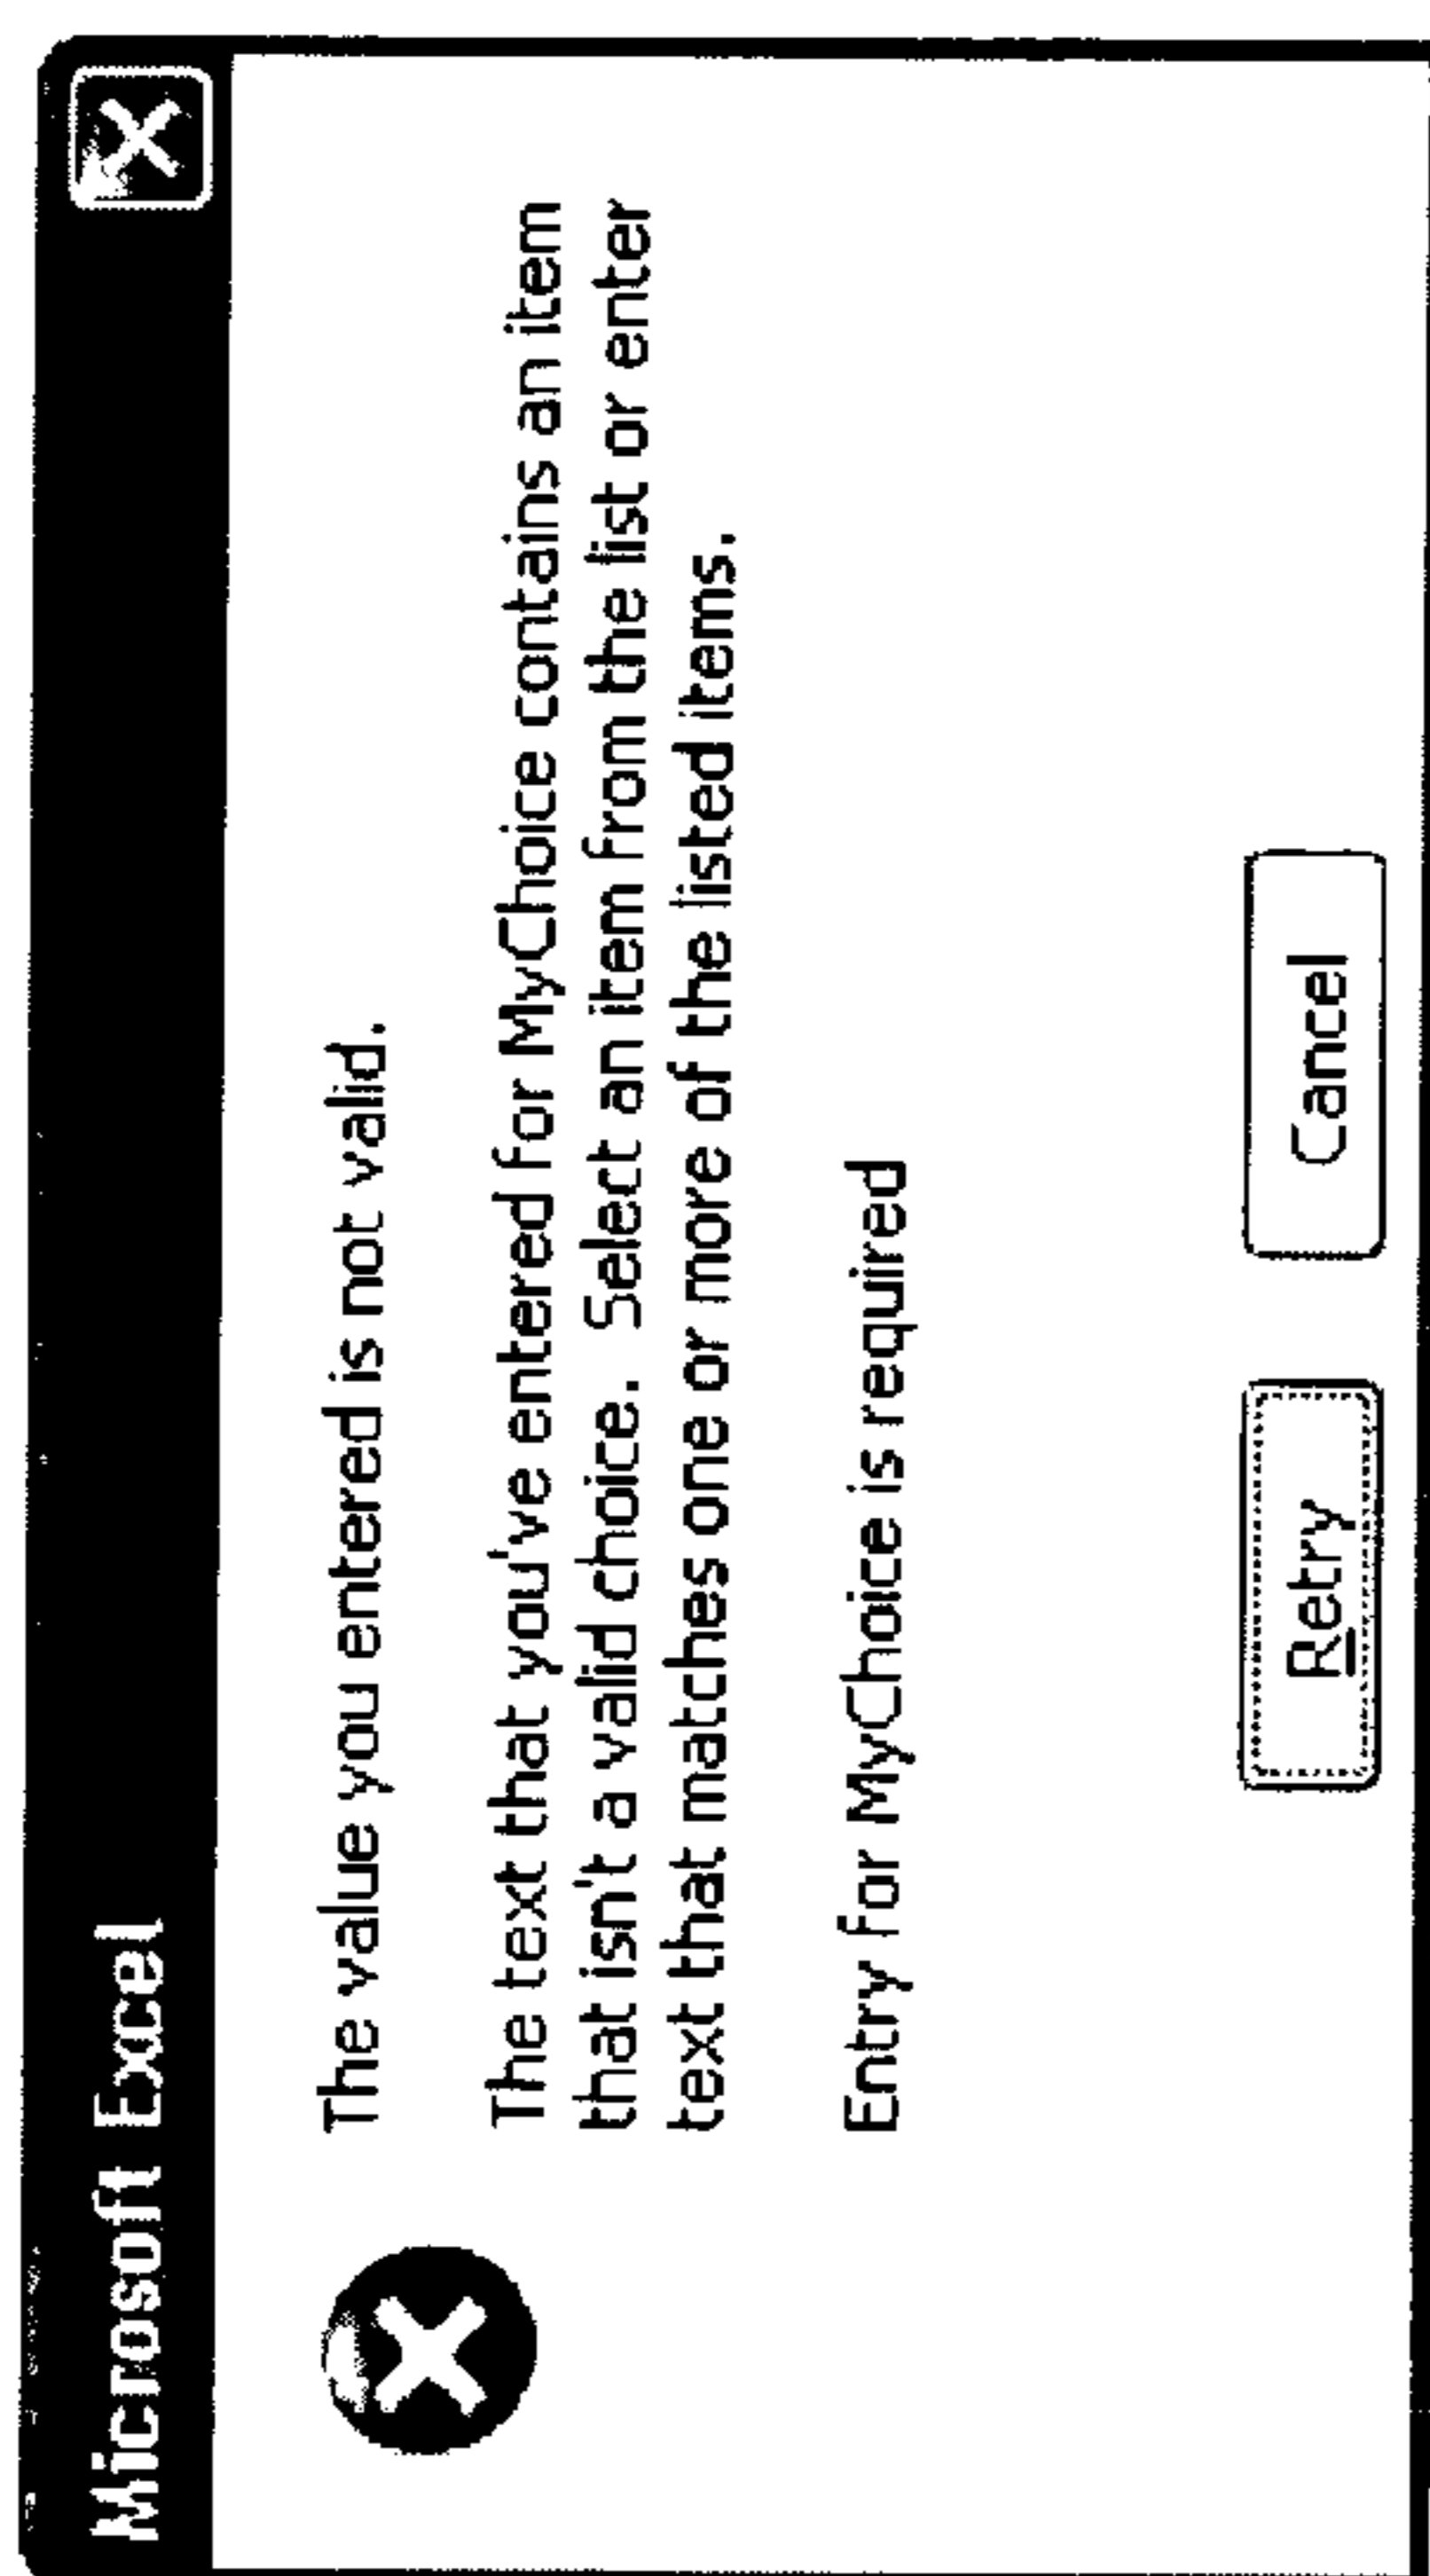 Microsoft Excel
The value you entered is not valid.
The text that you've entered for MyChoice contains an item
that isn't a valid choice.  Select an item from the list or enter
text that matches one or more of the listed items.
Entry for MyChoice is required
Retry
Cancel